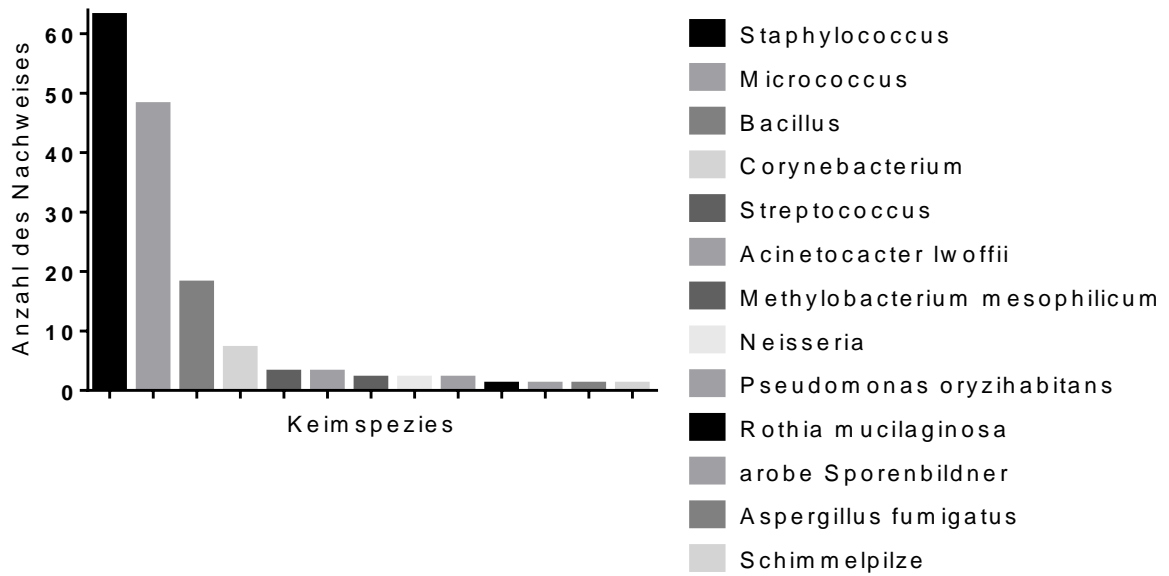 Anzahl des Nachweises
60
50
40
30
20
10
0
Keimspezies
Staphylococcus
Micrococcus
Bacillus
Corynebacterium
Streptococcus
Acinetocacter lwoffii
Methylobacterium mesophilicum
Neisseria
Pseudomonas oryzihabitans
Rothia mucilaginosa
arobe Sporenbildner
Aspergillus fumigatus
Schimmelpilze